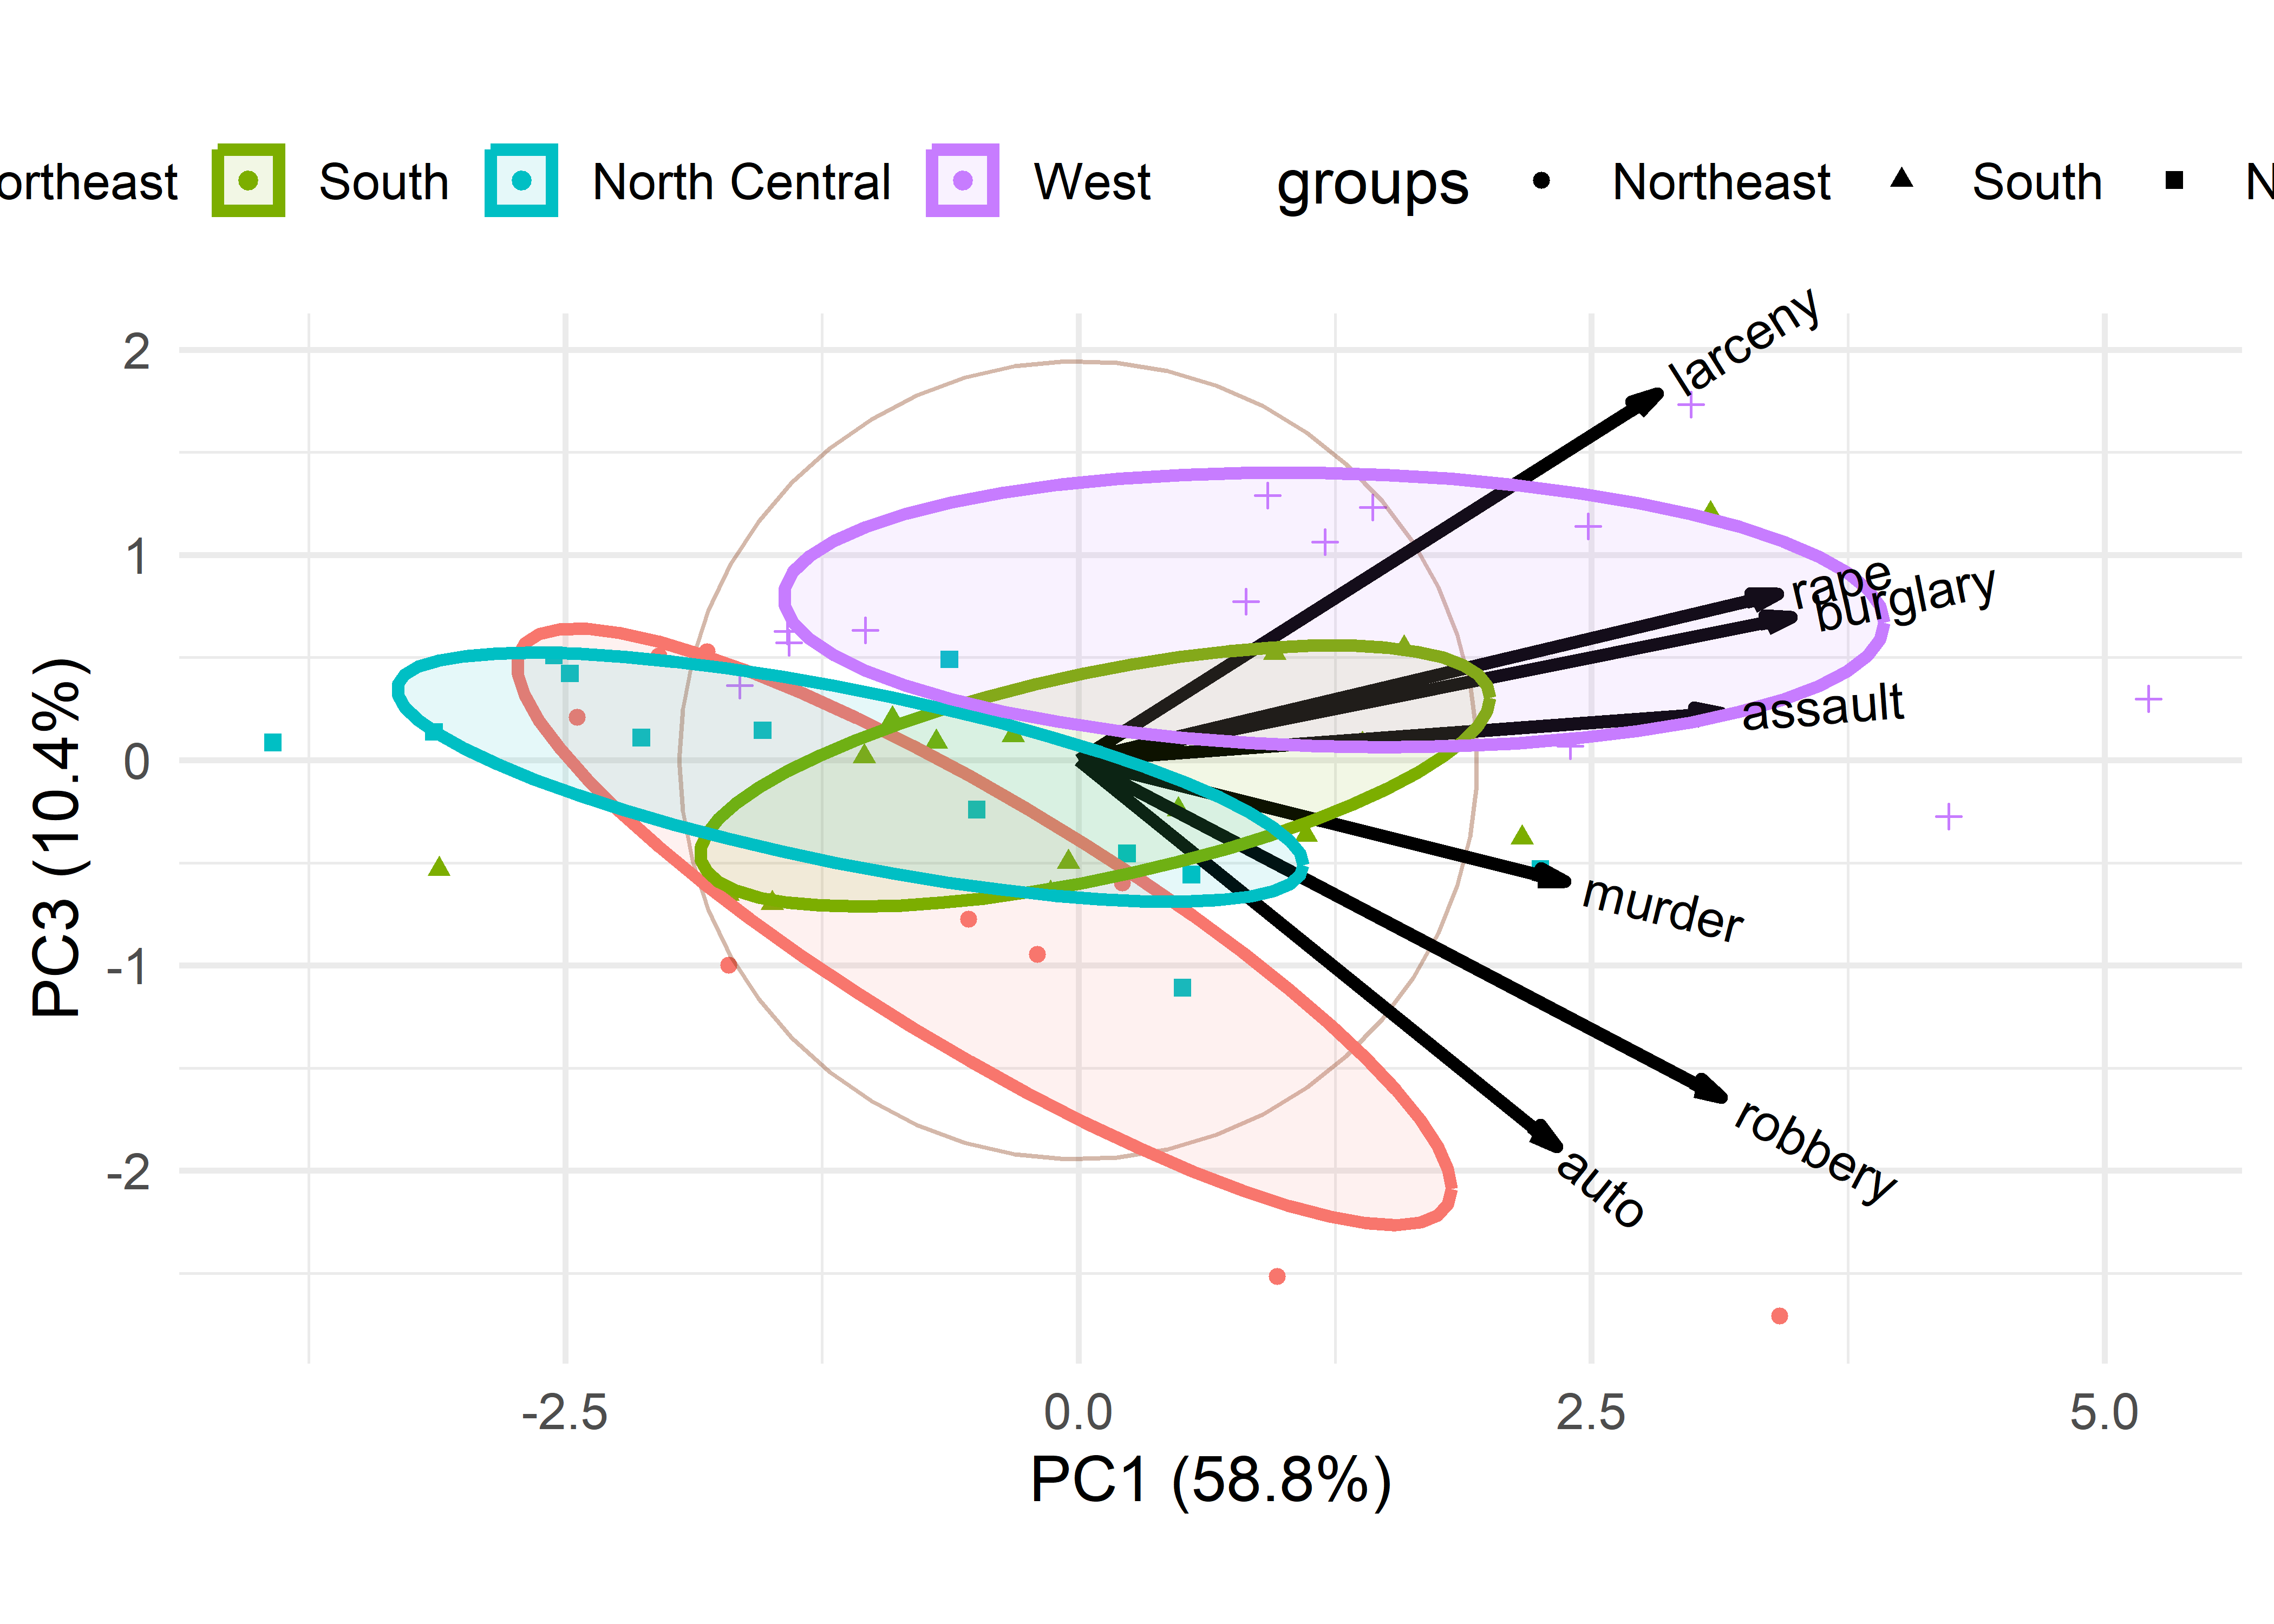 ortheast South North Central West groups Northeast South N
larceny
rape
burglary
assault
murder
robbery
auto
2
1
0
-1
-2
PC3 (10.4%)
-2.5 0.0 2.5 5.0
PC1 (58.8%)